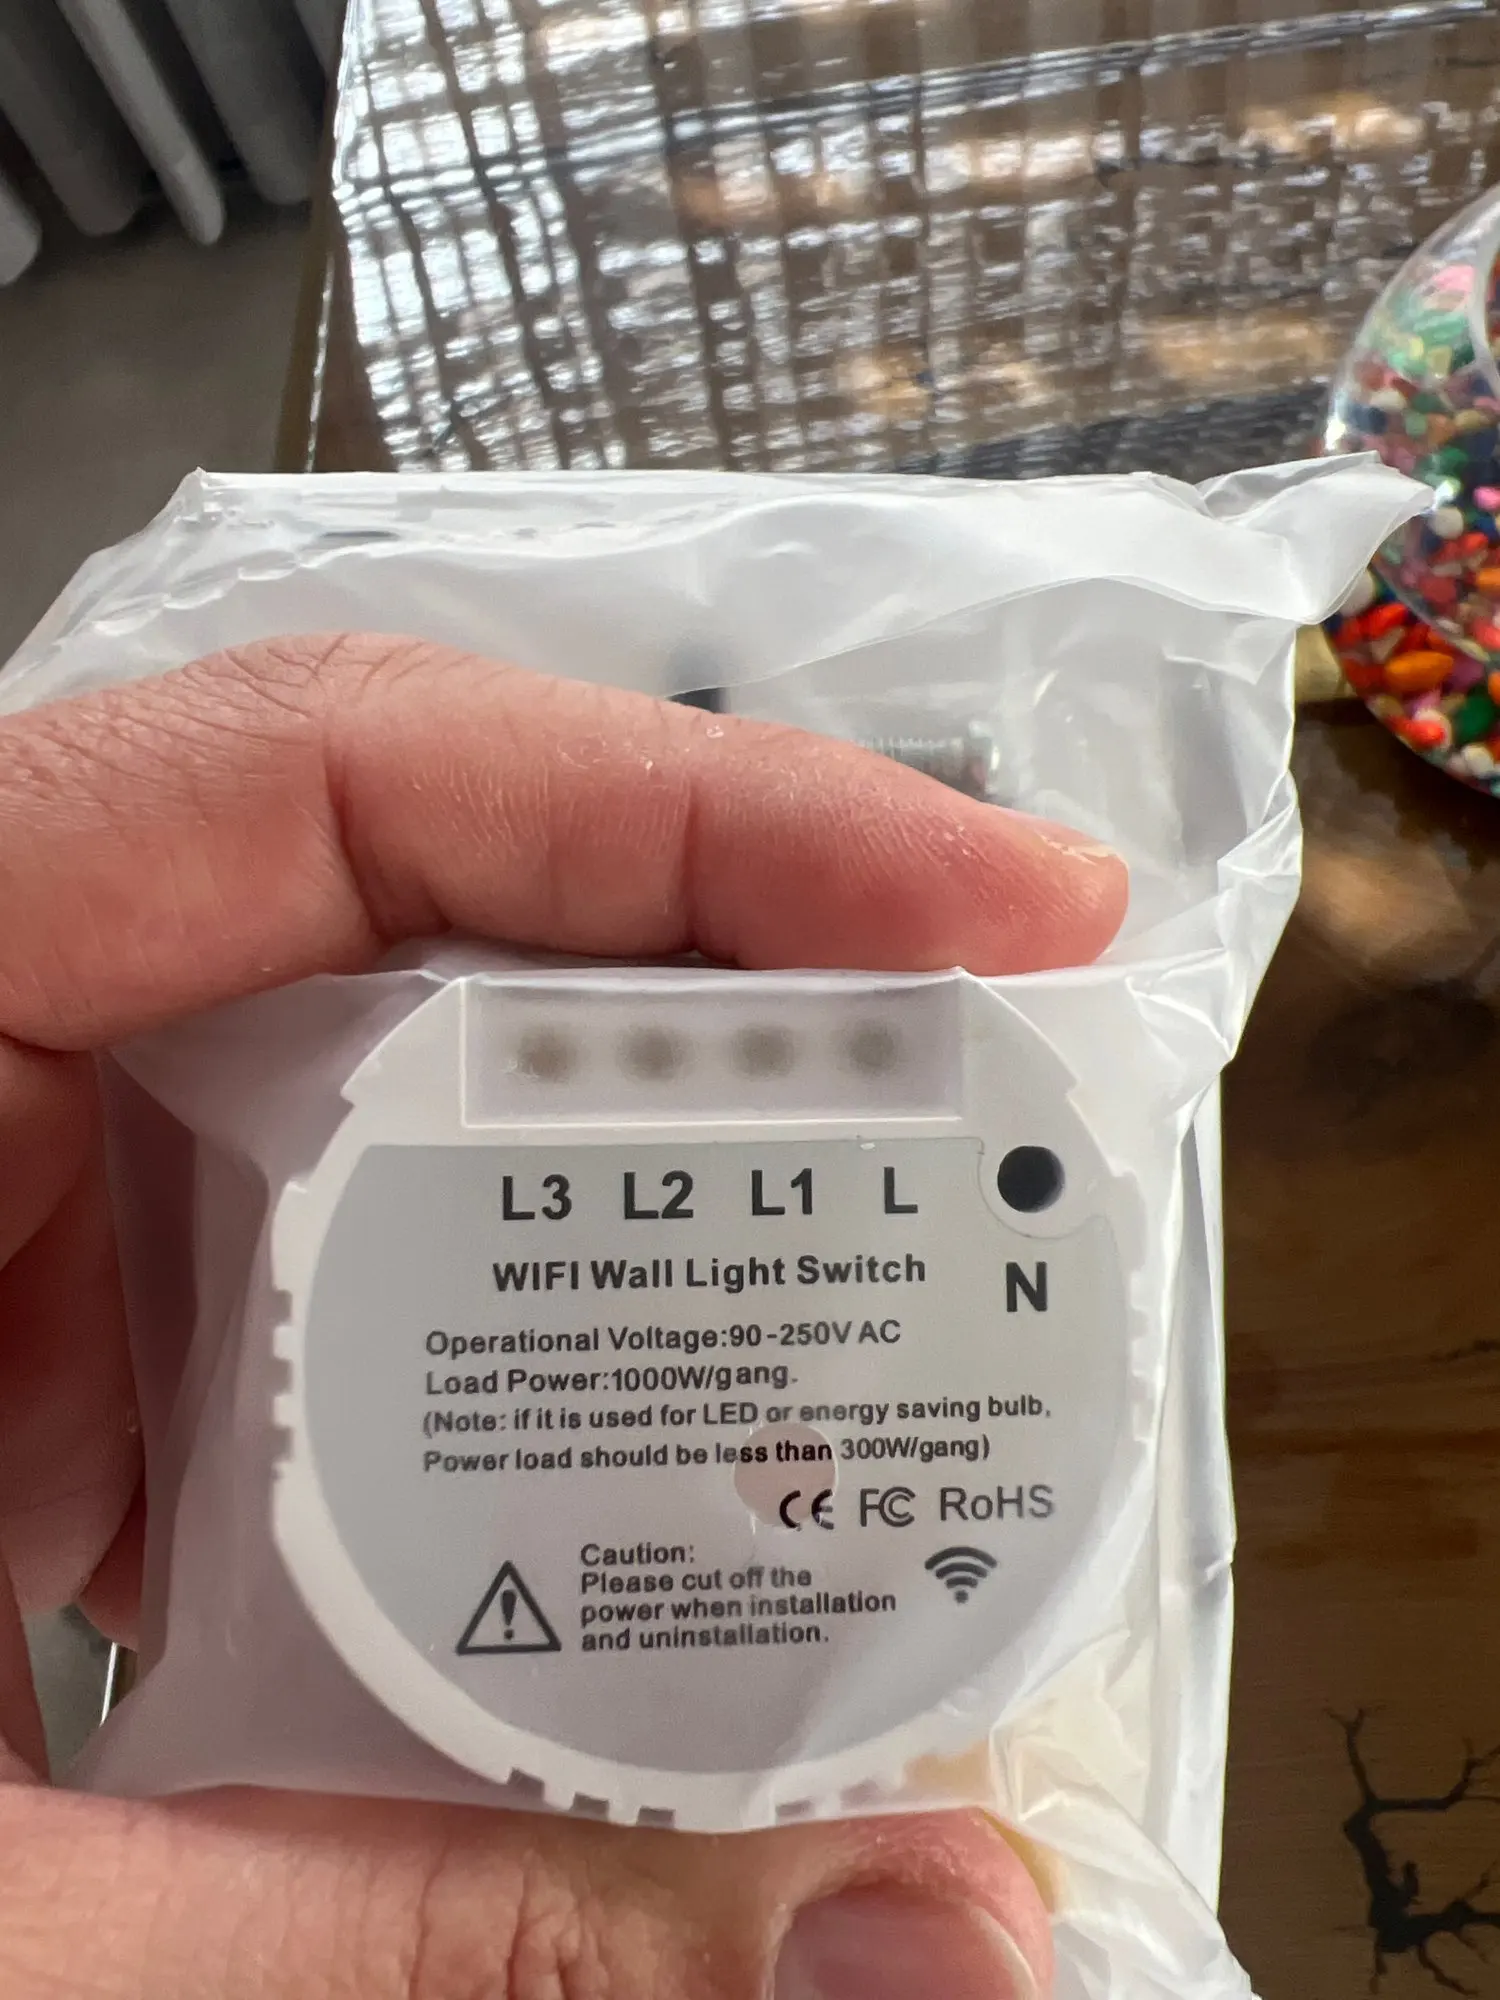 L3 L2 L1 L
WIFI Wall Light Switch
N
Operational Voltage:90-250V AC
Load Power:1000W/gang.
(Note: if it is used for LED or energy saving bulb,
Power load should be less than 300W/gang)
CE FC RoHS
Caution:
Please cut off the
power when installation
and uninstallation.